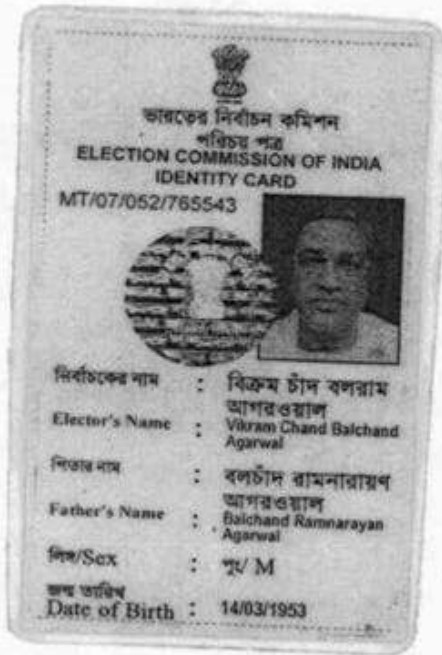 ভারতের নির্বাচন কমিশন
পরিচয় পত্র
ELECTION COMMISSION OF INDIA
IDENTITY CARD
MT/07/052/765543
নির্বাচকের নাম : বিক্রম চাঁদ বলরাম
আগরওয়াল
Elector's Name : Vikram Chand Balchand
Agarwal
পিতার নাম : বলচাঁদ রামনারায়ণ
আগরওয়াল
Father's Name : Balchand Ramnarayan
Agarwal
লিঙ্গ/Sex : পুং/ M
জন্ম তারিখ
Date of Birth : 14/03/1953